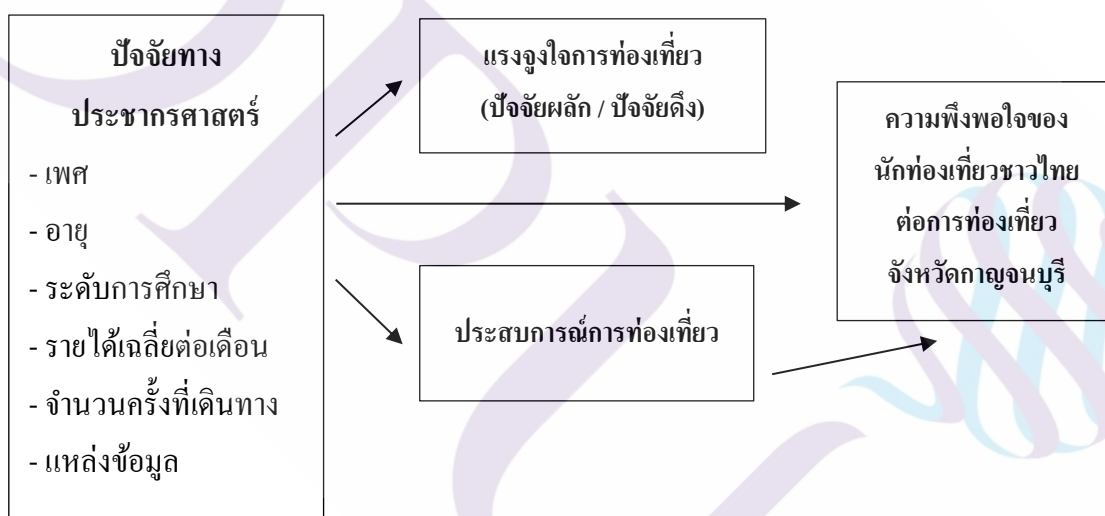 ปัจจัยทาง
ประชากรศาสตร์
- เพศ
- อายุ
- ระดับการศึกษา
- รายได้เฉลี่ยต่อเดือน
- จำนวนครั้งที่เดินทาง
- แหล่งข้อมูล
แรงจูงใจการท่องเที่ยว
(ปัจจัยผลัก / ปัจจัยดึง)
ประสบการณ์การท่องเที่ยว
ความพึงพอใจของ
นักท่องเที่ยวชาวไทย
ต่อการท่องเที่ยว
จังหวัดกาญจนบุรี